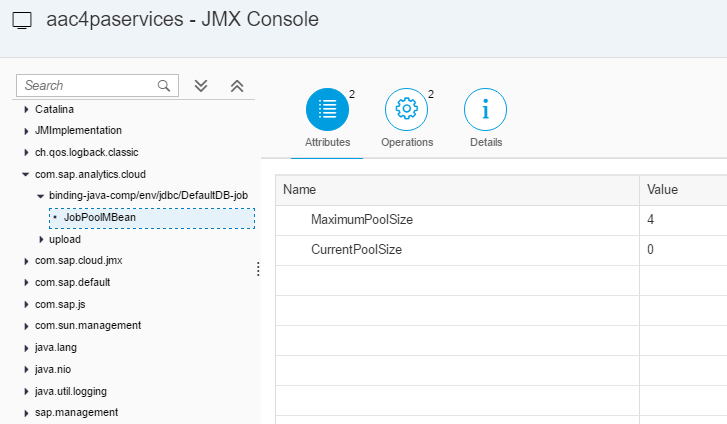 aac4paservices - JMX Console
Search
Catalina
JMImplementation
ch.qos.logback.classic
com.sap.analytics.cloud
binding-java-comp/env/jdbc/DefaultDB-job
JobPoolMBean
upload
com.sap.cloud.jmx
com.sap.default
com.sap.js
com.sun.management
java.lang
java.nio
java.util.logging
sap.management
2
2
Attributes
Operations
Details
Name Value
MaximumPoolSize 4
CurrentPoolSize 0